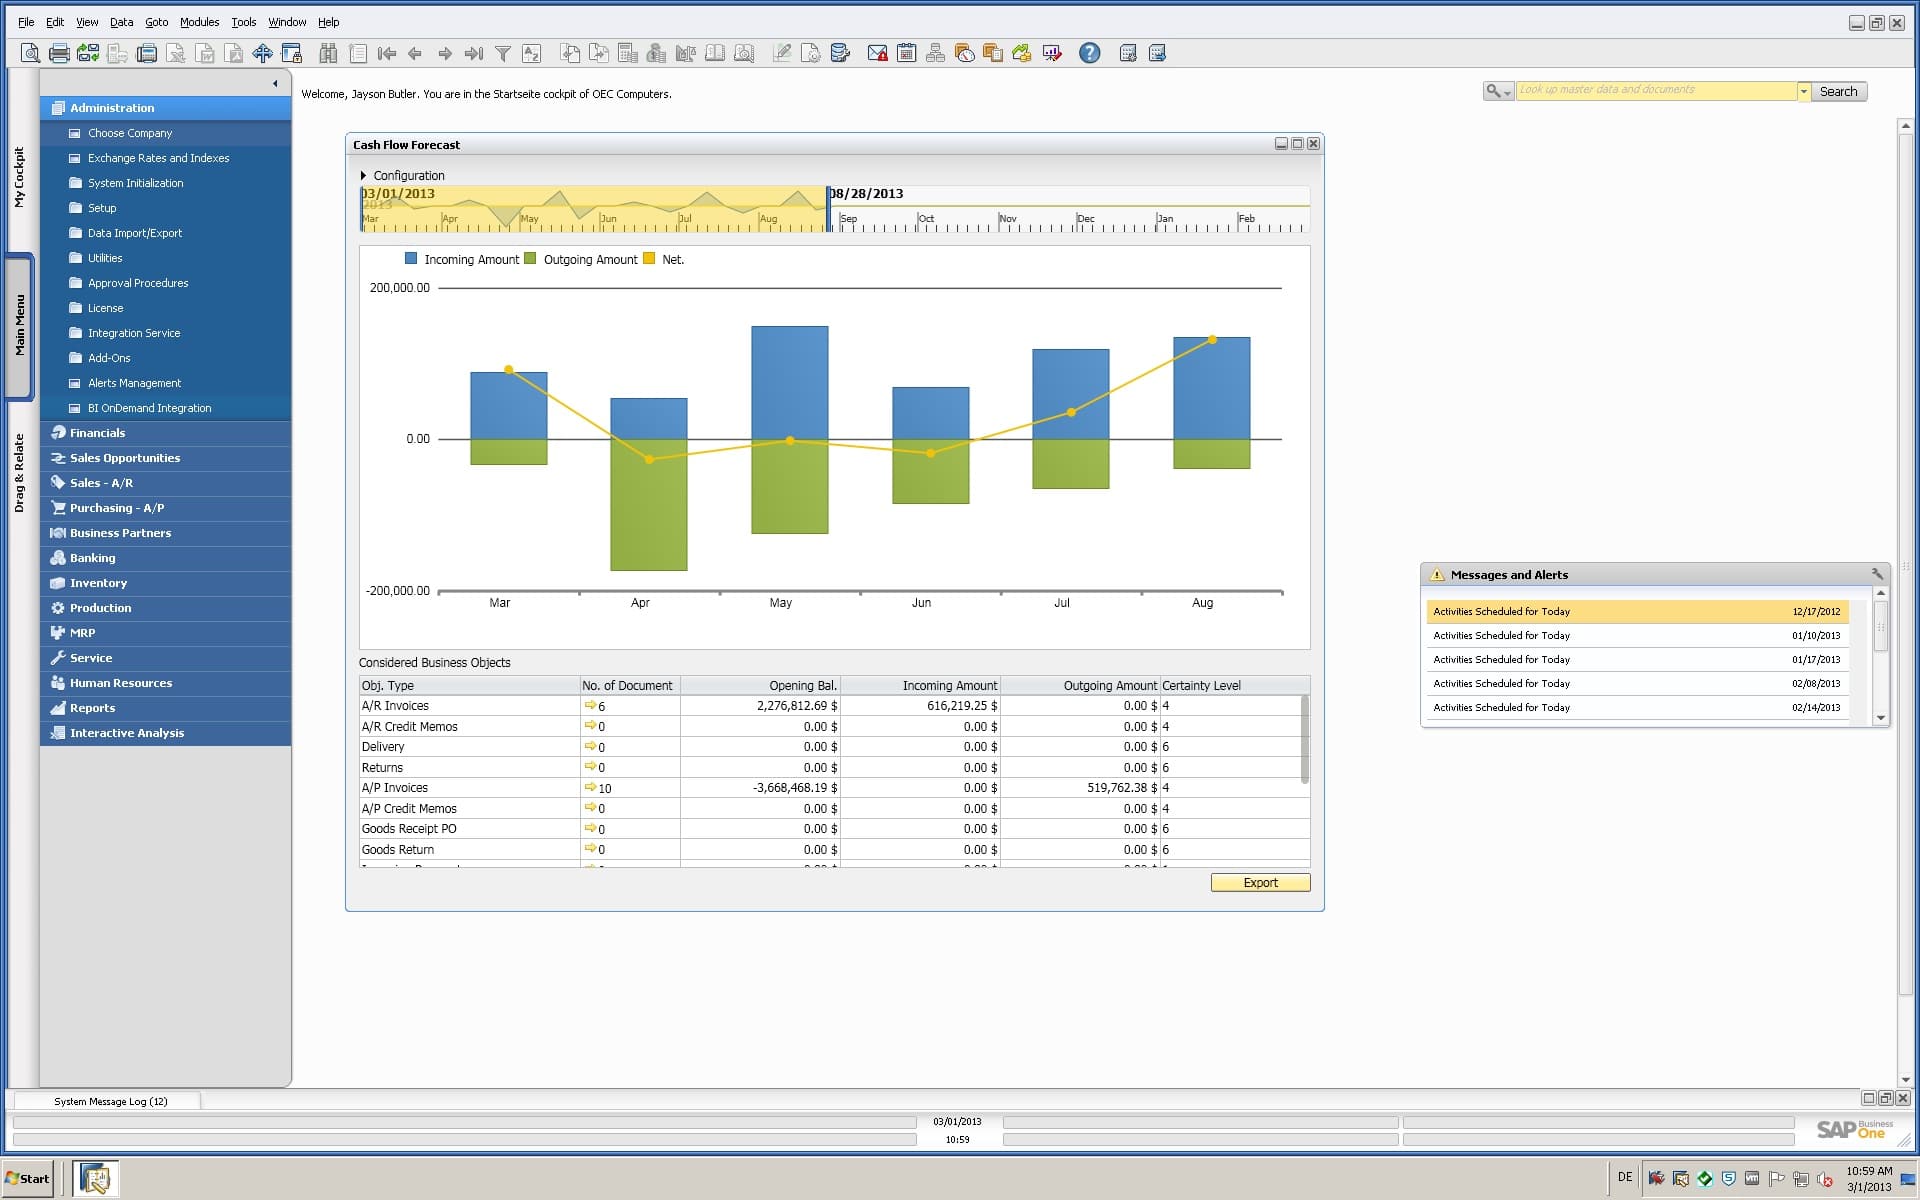 File Edit View Data Goto Modules Tools Window Help
Welcome, Jayson Butler. You are in the Startseite cockpit of OEC Computers.
Look up master data and documents
Search
My Cockpit
Main Menu
Drag & Relate
Administration
Choose Company
Exchange Rates and Indexes
System Initialization
Setup
Data Import/Export
Utilities
Approval Procedures
License
Integration Service
Add-Ons
Alerts Management
BI OnDemand Integration
Financials
Sales Opportunities
Sales - A/R
Purchasing - A/P
Business Partners
Banking
Inventory
Production
MRP
Service
Human Resources
Reports
Interactive Analysis
Cash Flow Forecast
Configuration
03/01/2013 08/28/2013
2013
Mar Apr May Jun Jul Aug Sep Oct Nov Dec Jan Feb
Incoming Amount Outgoing Amount Net.
200,000.00
0.00
-200,000.00
Mar Apr May Jun Jul Aug
Considered Business Objects
Obj. Type No. of Document Opening Bal. Incoming Amount Outgoing Amount Certainty Level
A/R Invoices 6 2,276,812.69 $ 616,219.25 $ 0.00 $ 4
A/R Credit Memos 0 0.00 $ 0.00 $ 0.00 $ 4
Delivery 0 0.00 $ 0.00 $ 0.00 $ 6
Returns 0 0.00 $ 0.00 $ 0.00 $ 6
A/P Invoices 10 -3,668,468.19 $ 0.00 $ 519,762.38 $ 4
A/P Credit Memos 0 0.00 $ 0.00 $ 0.00 $ 4
Goods Receipt PO 0 0.00 $ 0.00 $ 0.00 $ 6
Goods Return 0 0.00 $ 0.00 $ 0.00 $ 6
Export
Messages and Alerts
Activities Scheduled for Today 12/17/2012
Activities Scheduled for Today 01/10/2013
Activities Scheduled for Today 01/17/2013
Activities Scheduled for Today 02/08/2013
Activities Scheduled for Today 02/14/2013
System Message Log (12)
03/01/2013
10:59
SAP Business One
Start
DE
10:59 AM
3/1/2013